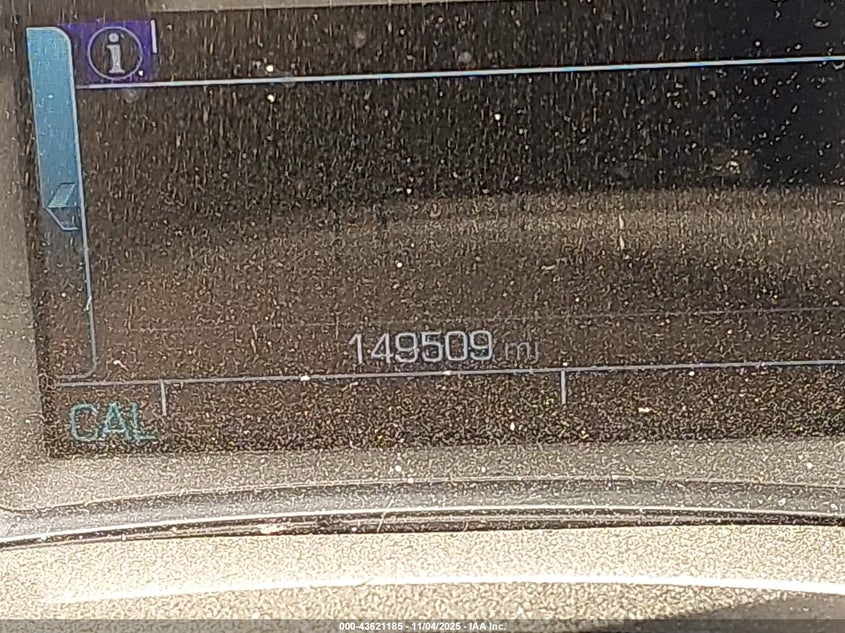 i
149509 mi
CAL
000-43621185 - 11/04/2025 - IAA Inc.